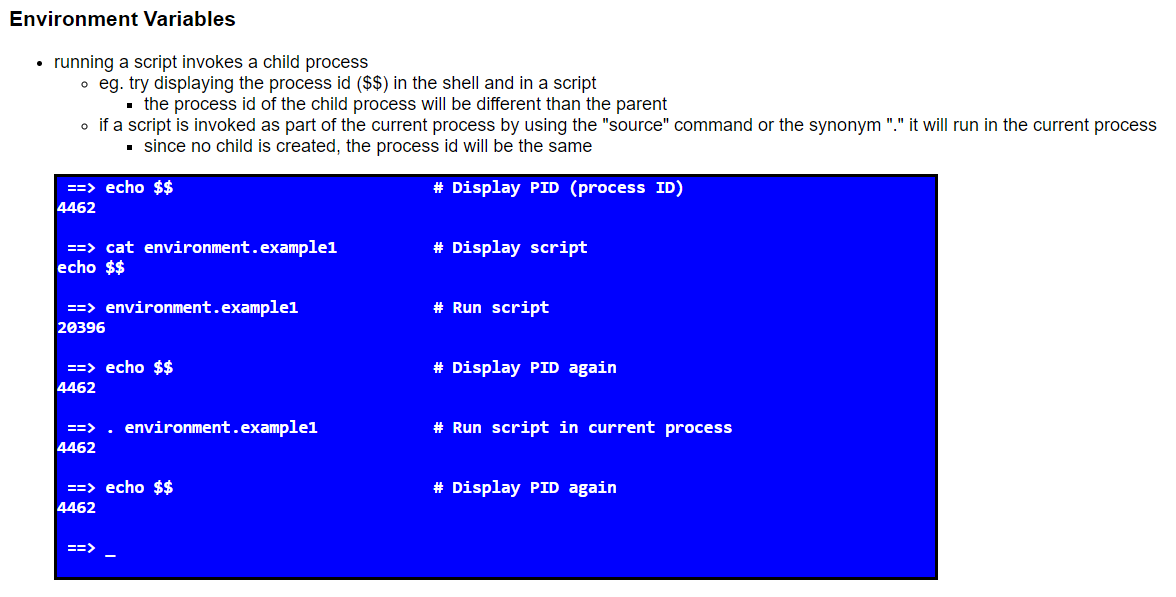 Environment Variables
running a script invokes a child process
eg. try displaying the process id ($$) in the shell and in a script
the process id of the child process will be different than the parent
if a script is invoked as part of the current process by using the "source" command or the synonym "." it will run in the current process
since no child is created, the process id will be the same
==> echo $$ # Display PID (process ID)
4462
==> cat environment.example1 # Display script
echo $$
==> environment.example1 # Run script
20396
==> echo $$ # Display PID again
4462
==> . environment.example1 # Run script in current process
4462
==> echo $$ # Display PID again
4462
==> _